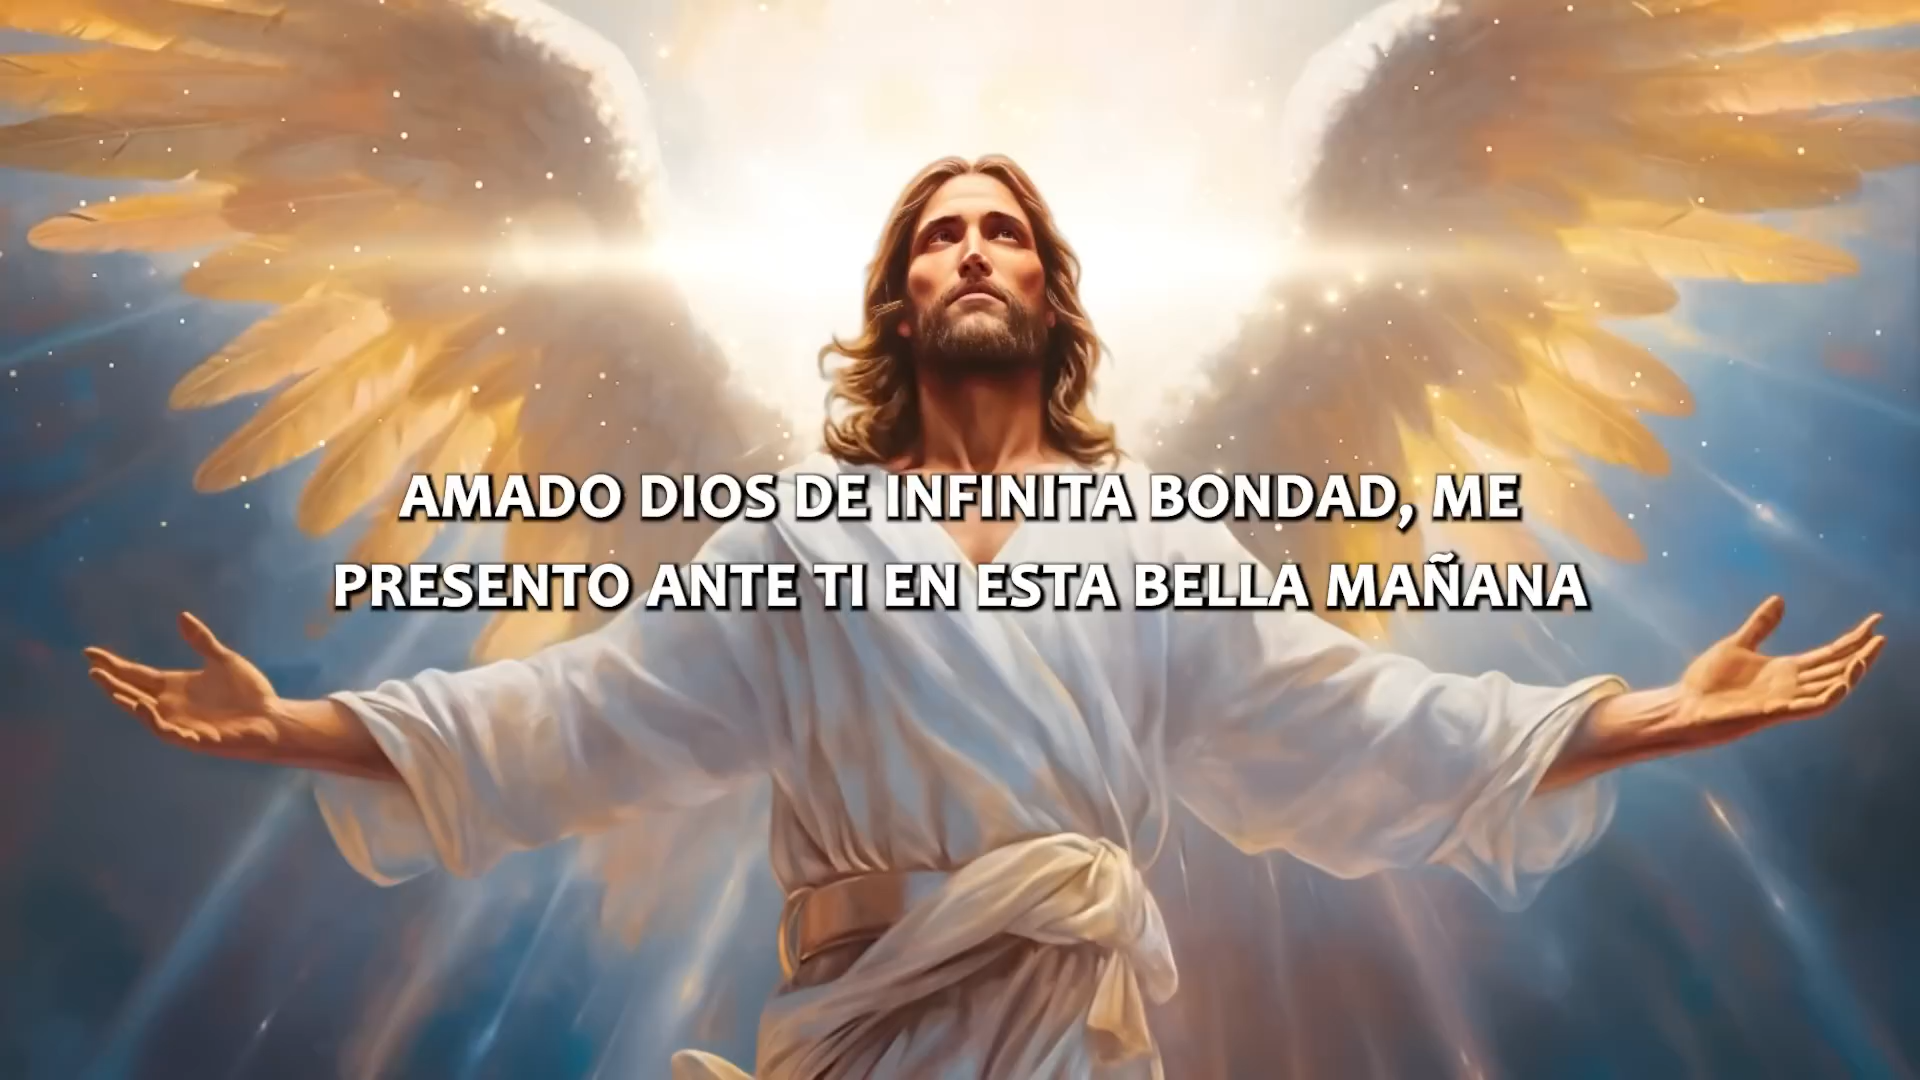 AMADO DIOS DE INFINITA BONDAD, ME
PRESENTO ANTE TI EN ESTA BELLA MAÑANA